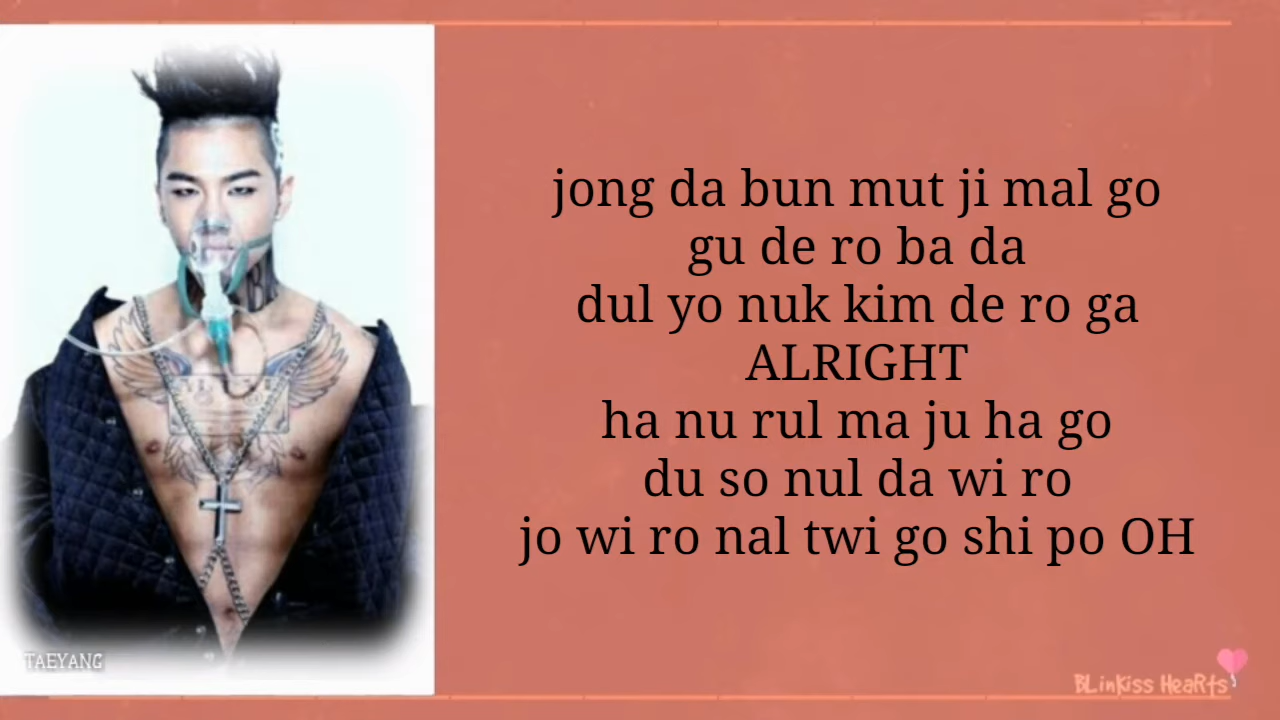 jong da bun mut ji mal go
gu de ro ba da
dul yo nuk kim de ro ga
ALRIGHT
ha nu rul ma ju ha go
du so nul da wi ro
jo wi ro nal twi go shi po OH
TAEYANG
BLinKiss HeaRts